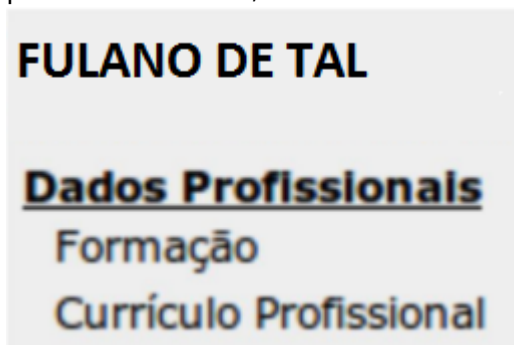 FULANO DE TAL
Dados Profissionais
Formação
Currículo Profissional